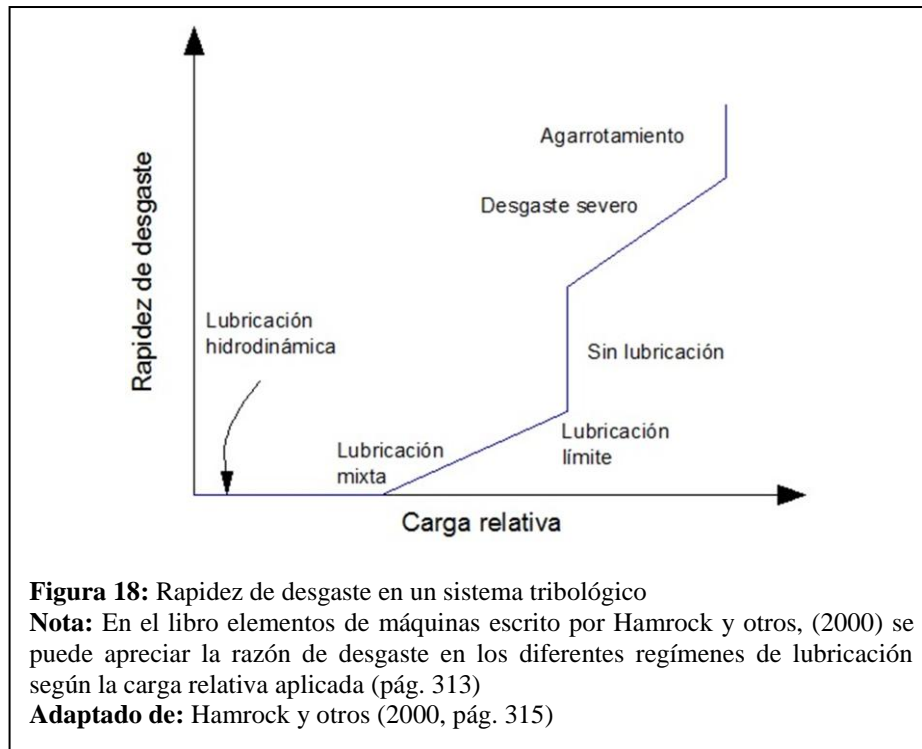 Agarrotamiento
Desgaste severo
Rapidez de desgaste
Lubricación
hidrodinámica
Sin lubricación
Lubricación
mixta
Lubricación
límite
Carga relativa
Figura 18: Rapidez de desgaste en un sistema tribológico
Nota: En el libro elementos de máquinas escrito por Hamrock y otros, (2000) se
puede apreciar la razón de desgaste en los diferentes regímenes de lubricación
según la carga relativa aplicada (pág. 313)
Adaptado de: Hamrock y otros (2000, pág. 315)